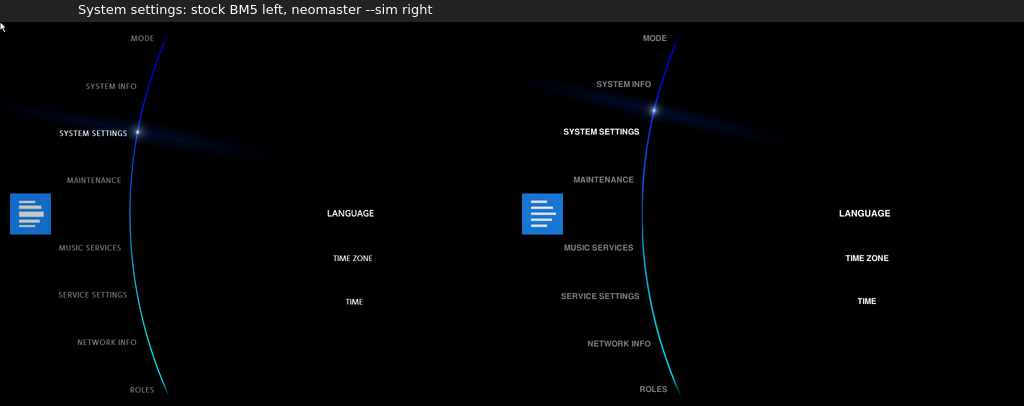 System settings: stock BM5 left, neomaster --sim right
MODE
SYSTEM INFO
SYSTEM SETTINGS
MAINTENANCE
LANGUAGE
MUSIC SERVICES
TIME ZONE
SERVICE SETTINGS
TIME
NETWORK INFO
ROLES
MODE
SYSTEM INFO
SYSTEM SETTINGS
MAINTENANCE
LANGUAGE
MUSIC SERVICES
TIME ZONE
SERVICE SETTINGS
TIME
NETWORK INFO
ROLES